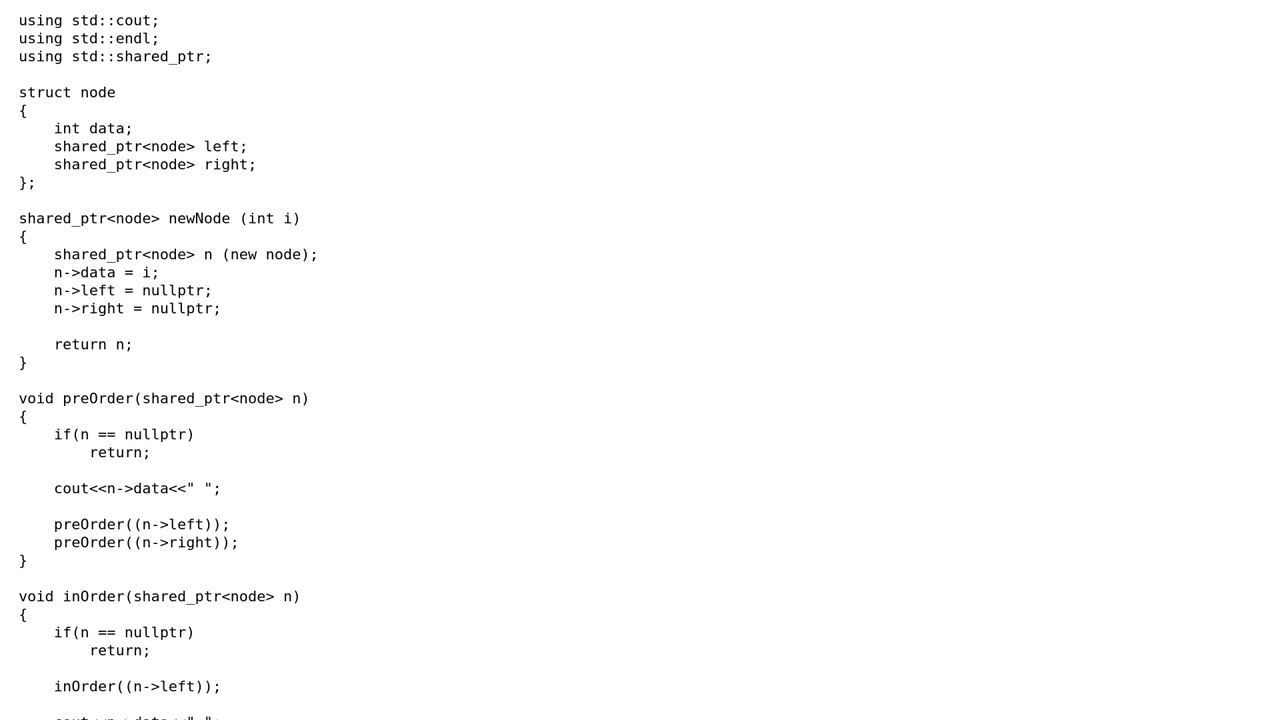 using std::cout;
using std::endl;
using std::shared_ptr;

struct node
{
    int data;
    shared_ptr<node> left;
    shared_ptr<node> right;
};

shared_ptr<node> newNode (int i)
{
    shared_ptr<node> n (new node);
    n->data = i;
    n->left = nullptr;
    n->right = nullptr;

    return n;
}

void preOrder(shared_ptr<node> n)
{
    if(n == nullptr)
        return;

    cout<<n->data<<" ";

    preOrder((n->left));
    preOrder((n->right));
}

void inOrder(shared_ptr<node> n)
{
    if(n == nullptr)
        return;

    inOrder((n->left));